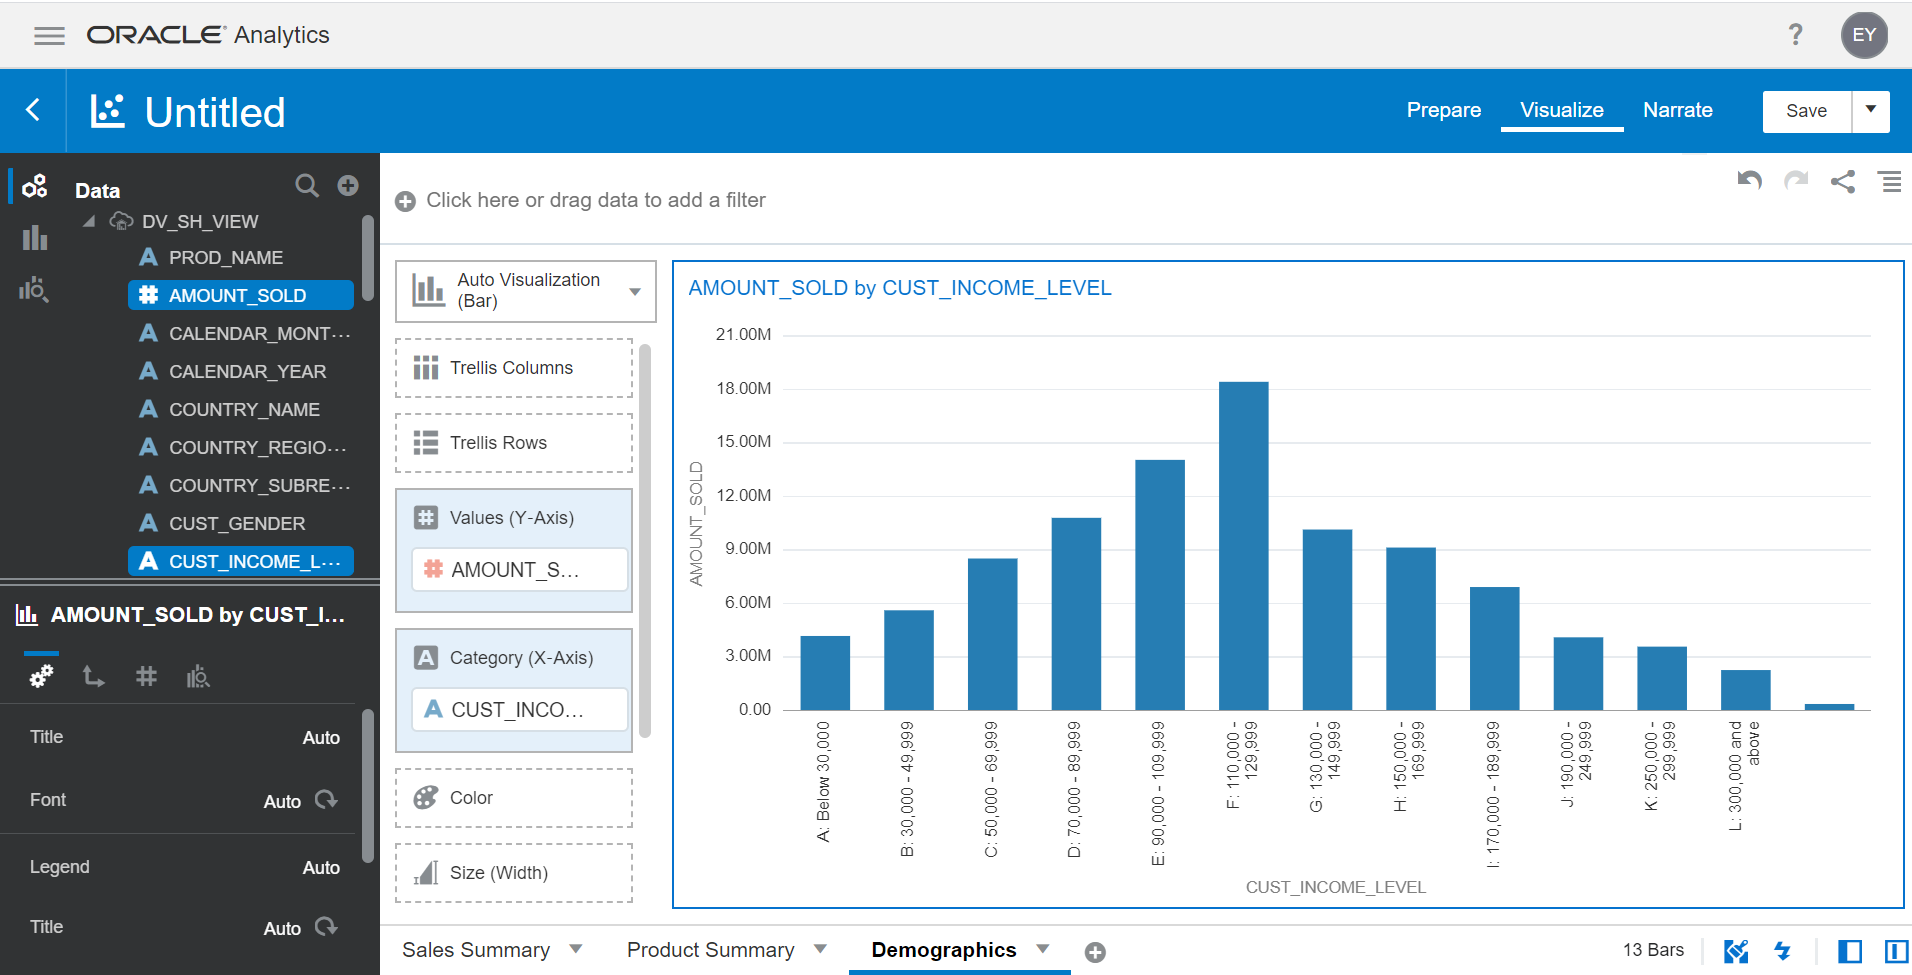 ORACLE Analytics
?
EY
Untitled
Prepare
Visualize
Narrate
Save
Data
DV_SH_VIEW
A PROD_NAME
# AMOUNT_SOLD
A CALENDAR_MONT···
A CALENDAR_YEAR
A COUNTRY_NAME
A COUNTRY_REGIO···
A COUNTRY_SUBRE···
A CUST_GENDER
A CUST_INCOME_L···
AMOUNT_SOLD by CUST_I...
#
Title Auto
Font Auto
Legend Auto
Title Auto
Click here or drag data to add a filter
Auto Visualization
(Bar)
Trellis Columns
Trellis Rows
# Values (Y-Axis)
# AMOUNT_S...
A Category (X-Axis)
A CUST_INCO...
Color
Size (Width)
AMOUNT_SOLD by CUST_INCOME_LEVEL
AMOUNT_SOLD
21.00M
18.00M
15.00M
12.00M
9.00M
6.00M
3.00M
0.00
A: Below 30,000
B: 30,000 - 49,999
C: 50,000 - 69,999
D: 70,000 - 89,999
E: 90,000 - 109,999
F: 110,000 -
129,999
G: 130,000 -
149,999
H: 150,000 -
169,999
I: 170,000 - 189,999
J: 190,000 -
249,999
K: 250,000 -
299,999
L: 300,000 and
above
CUST_INCOME_LEVEL
Sales Summary
Product Summary
Demographics
13 Bars